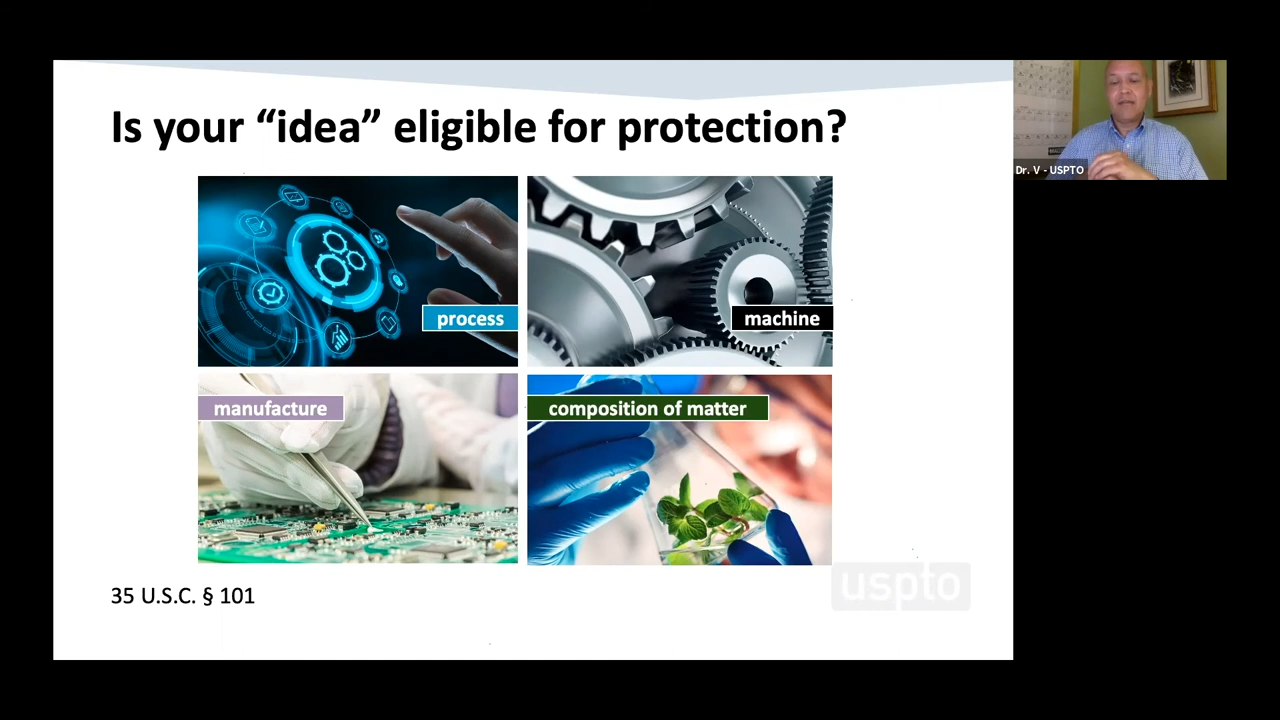 Is your “idea” eligible for protection?
process
machine
manufacture
composition of matter
35 U.S.C. § 101
uspto
Dr. V - USPTO